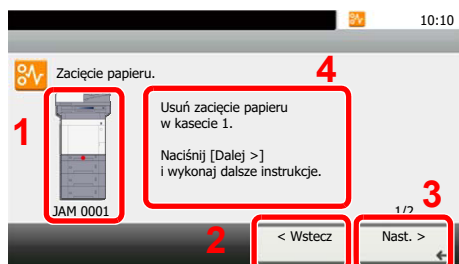 10:10
Zacięcie papieru.
4
1
Usuń zacięcie papieru
w kasecie 1.
Naciśnij [Dalej >]
i wykonaj dalsze instrukcje.
JAM 0001
1/2
3
2
< Wstecz
Nast. >